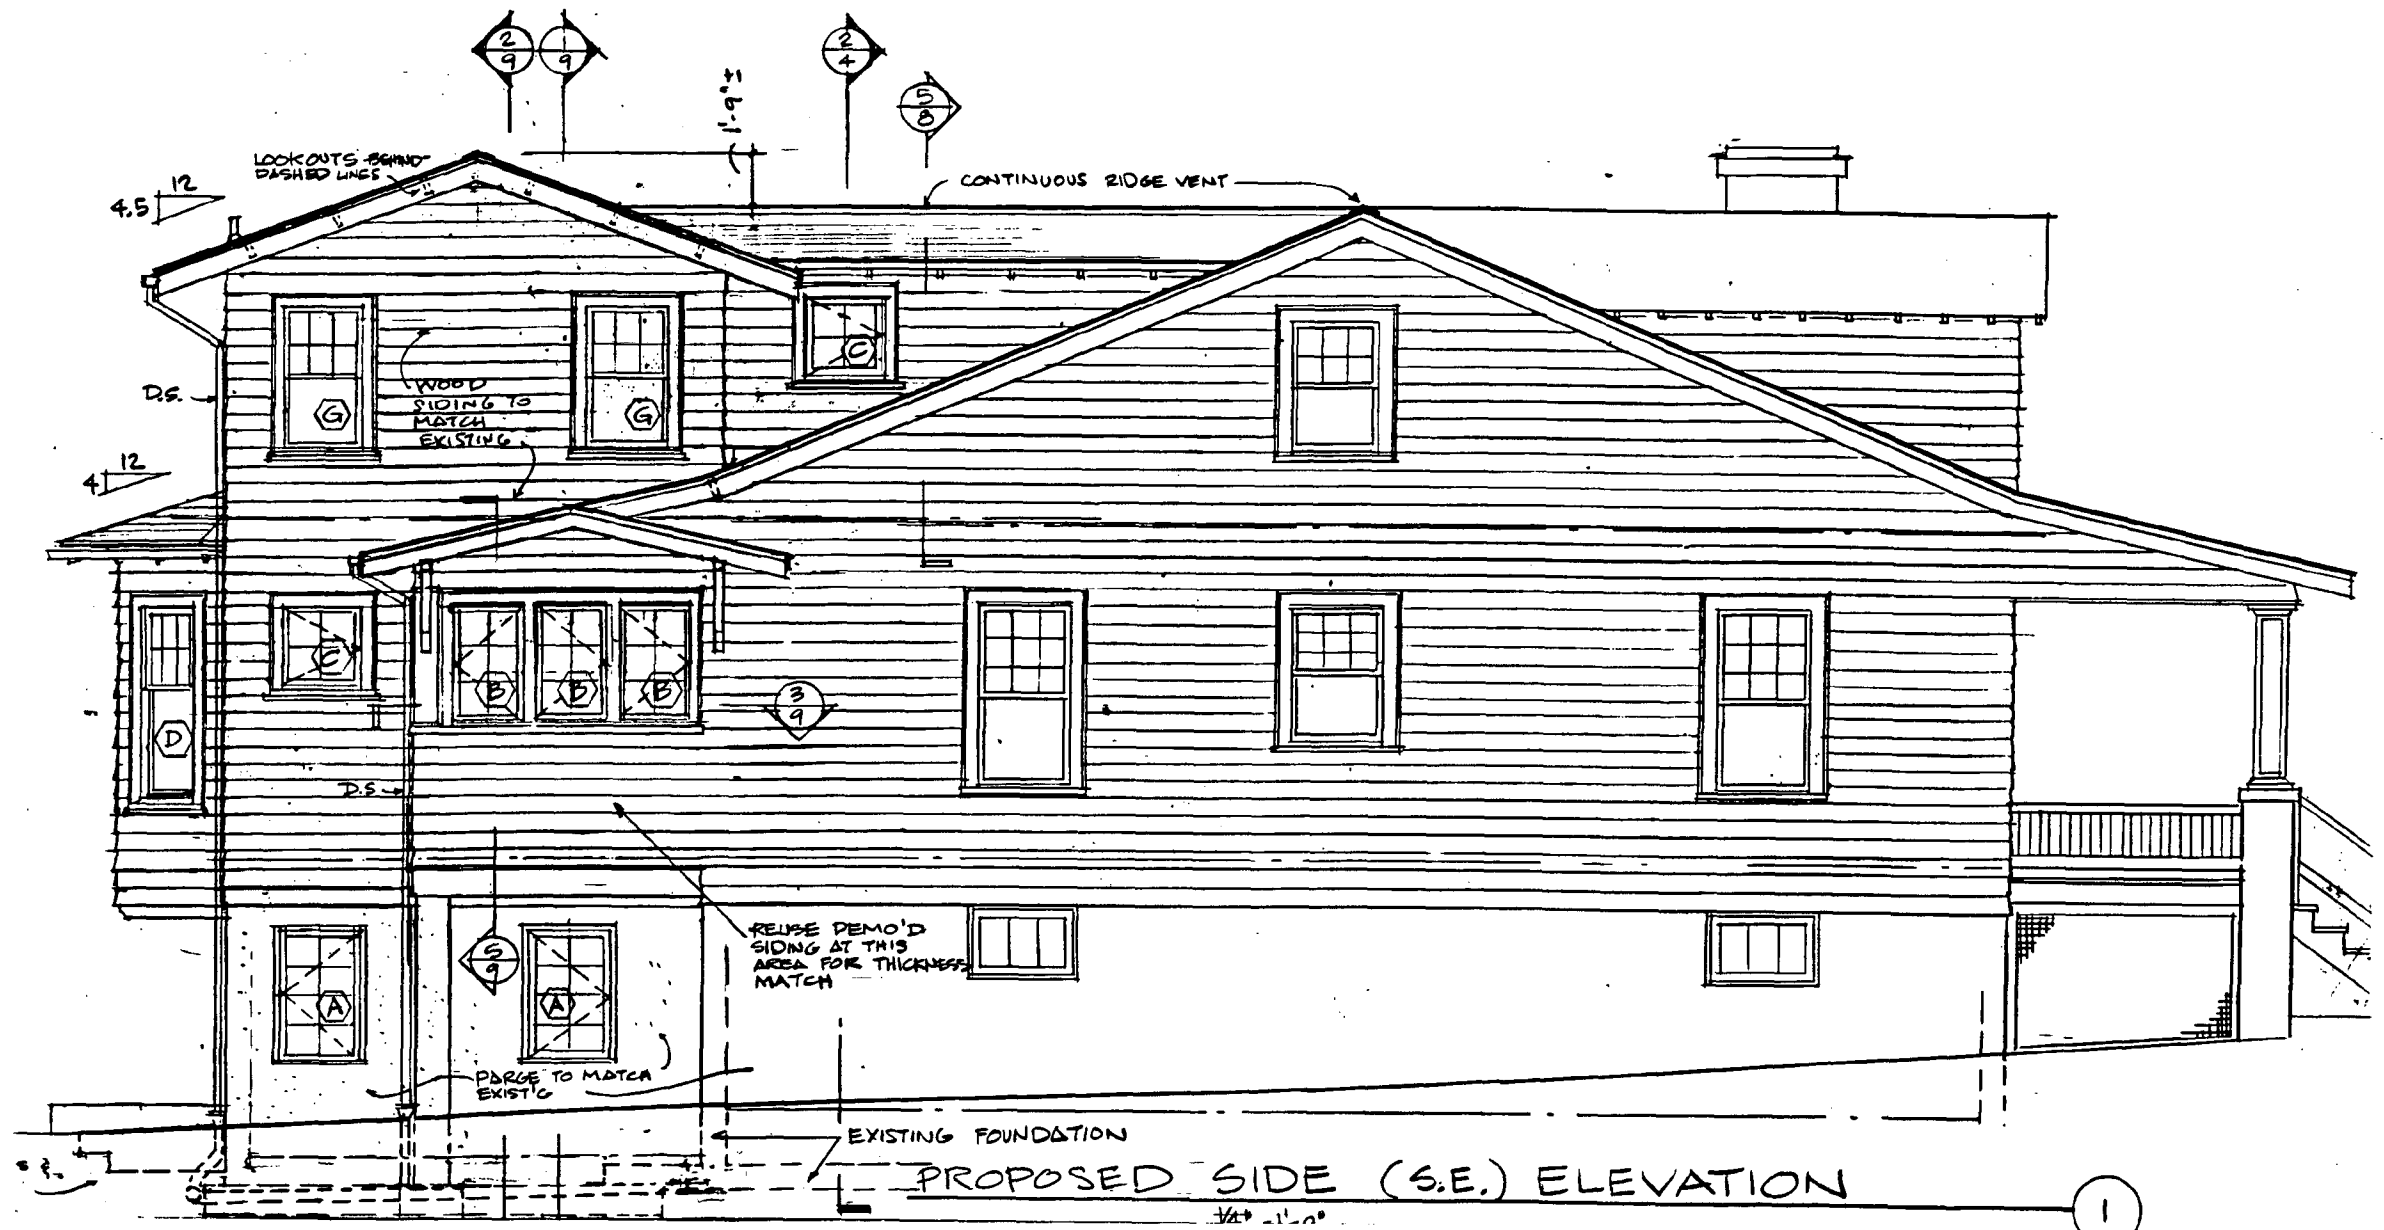 2
9
9
2
4
5
8
1'-9"±
LOOKOUTS BEHIND
DASHED LINES
CONTINUOUS RIDGE VENT
12
4.5
C
D.S.
WOOD
SIDING TO
MATCH
EXISTING
G
G
12
4
C
B
B
B
3
9
D
D.S.
REUSE DEMO'D
SIDING AT THIS
AREA FOR THICKNESS
MATCH
5
9
A
A
PARGE TO MATCH
EXIST'G
EXISTING FOUNDATION
PROPOSED SIDE (S.E.) ELEVATION
1